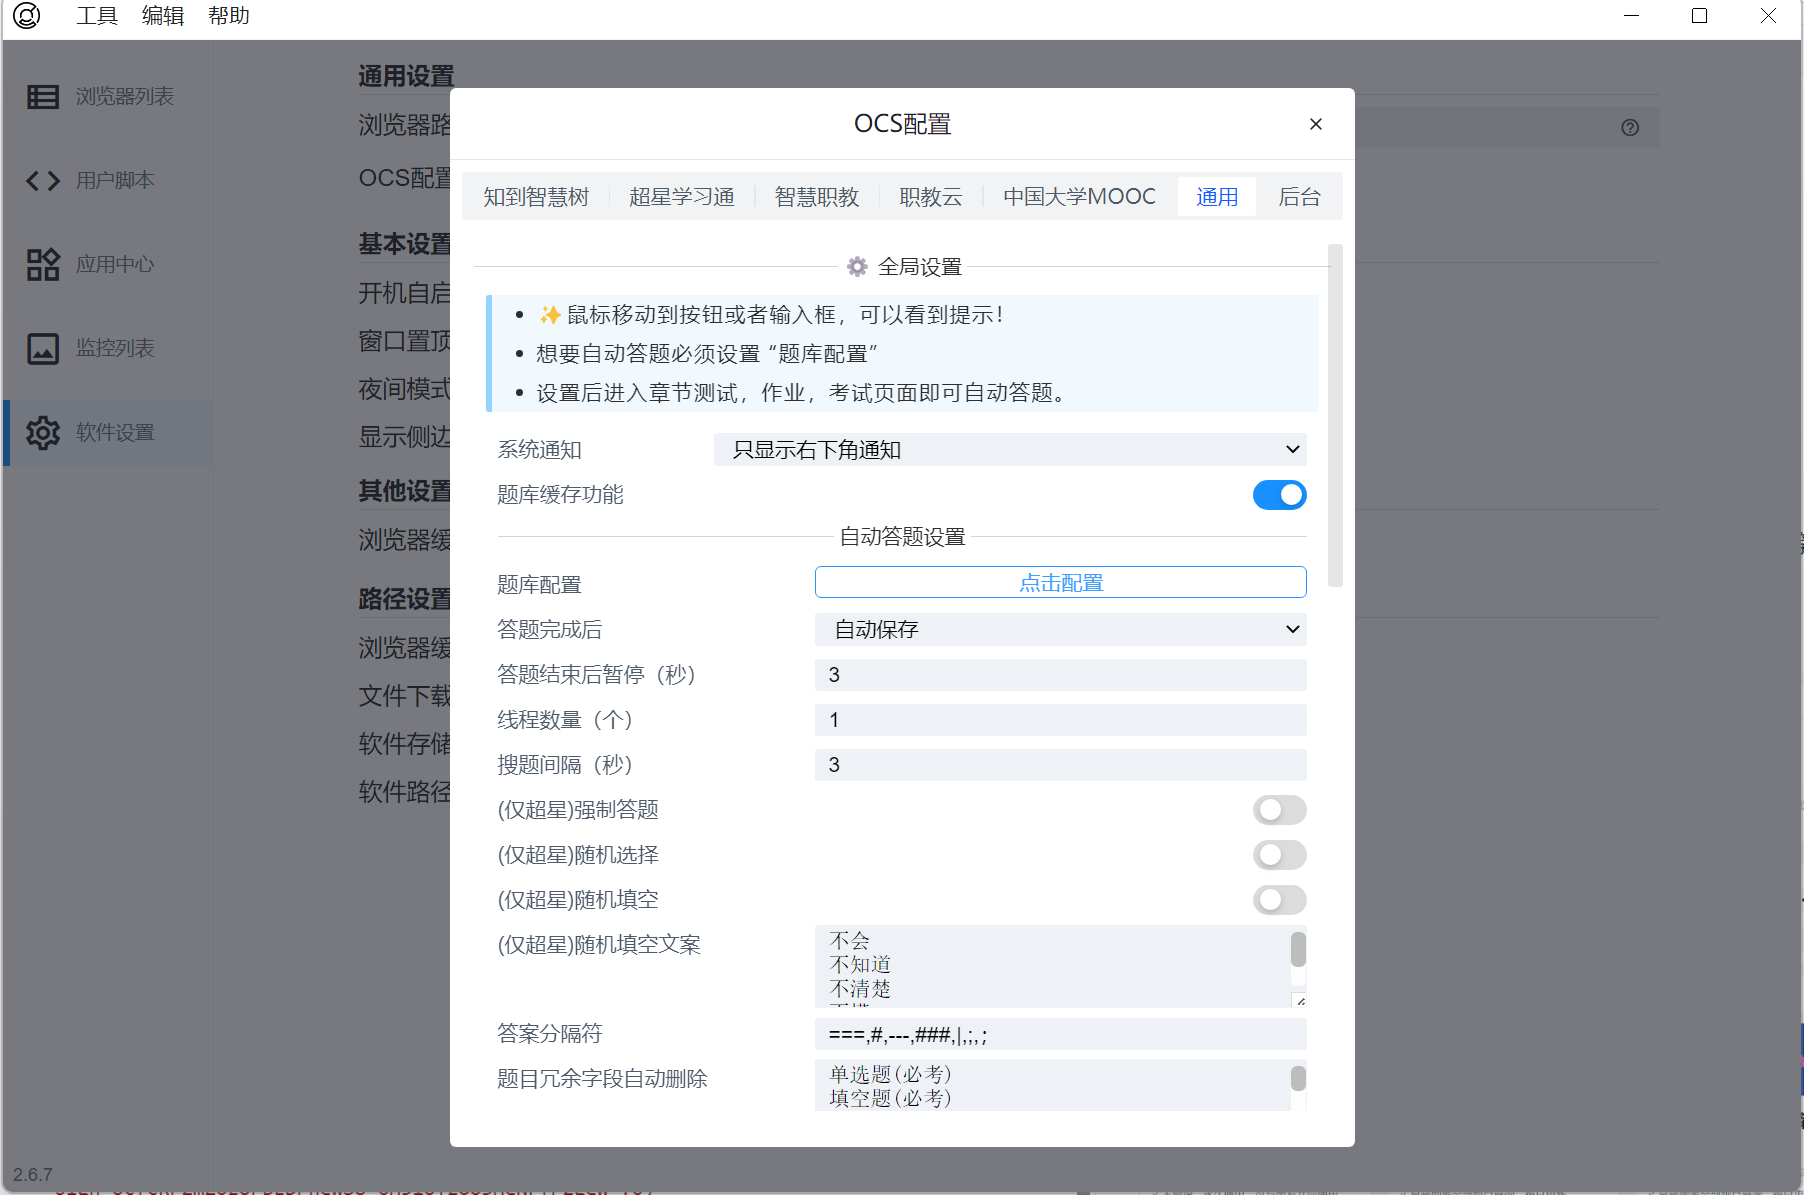 工具 编辑 帮助
浏览器列表
用户脚本
应用中心
监控列表
软件设置
2.6.7
通用设置
浏览器路
OCS配置
基本设置
开机自启
窗口置顶
夜间模式
显示侧边
其他设置
浏览器缓
路径设置
浏览器缓
文件下载
软件存储
软件路径
OCS配置
知到智慧树 超星学习通 智慧职教 职教云 中国大学MOOC 通用 后台
全局设置
✨鼠标移动到按钮或者输入框，可以看到提示！
想要自动答题必须设置 “题库配置”
设置后进入章节测试，作业，考试页面即可自动答题。
系统通知 只显示右下角通知
题库缓存功能
自动答题设置
题库配置 点击配置
答题完成后 自动保存
答题结束后暂停（秒） 3
线程数量（个） 1
搜题间隔（秒） 3
(仅超星)强制答题
(仅超星)随机选择
(仅超星)随机填空
(仅超星)随机填空文案 不会
不知道
不清楚
答案分隔符 ===,#,---,###,|,;,;
题目冗余字段自动删除 单选题(必考)
填空题(必考)